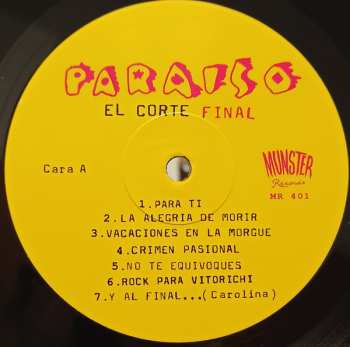 PARAISO
EL CORTE FINAL
Cara A
MUNSTER
Records
MR 401
1.PARA TI
2.LA ALEGRIA DE MORIR
3.VACACIONES EN LA MORGUE
4.CRIMEN PASIONAL
5.NO TE EQUIVOQUES
6.ROCK PARA VITORICHI
7.Y AL FINAL...(Carolina)